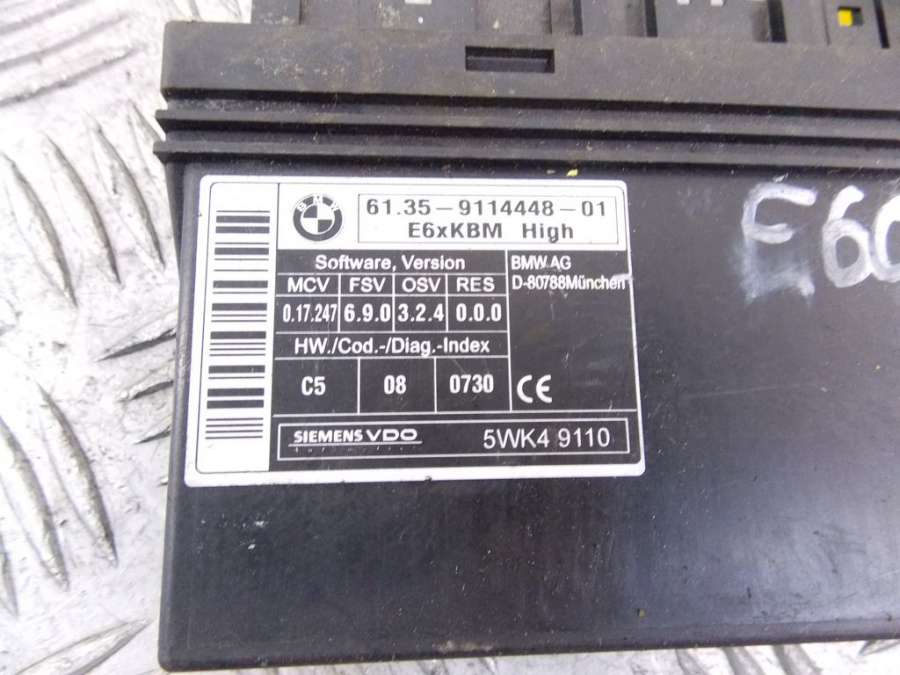 BMW
61.35-9114448-01
E6xKBM High
Software, Version
MCV FSV OSV RES
0.17.247 6.9.0 3.2.4 0.0.0
BMW AG
D-80788München
HW./Cod.-/Diag.-Index
C5 08 0730
CE
SIEMENS VDO
5WK4 9110
E60